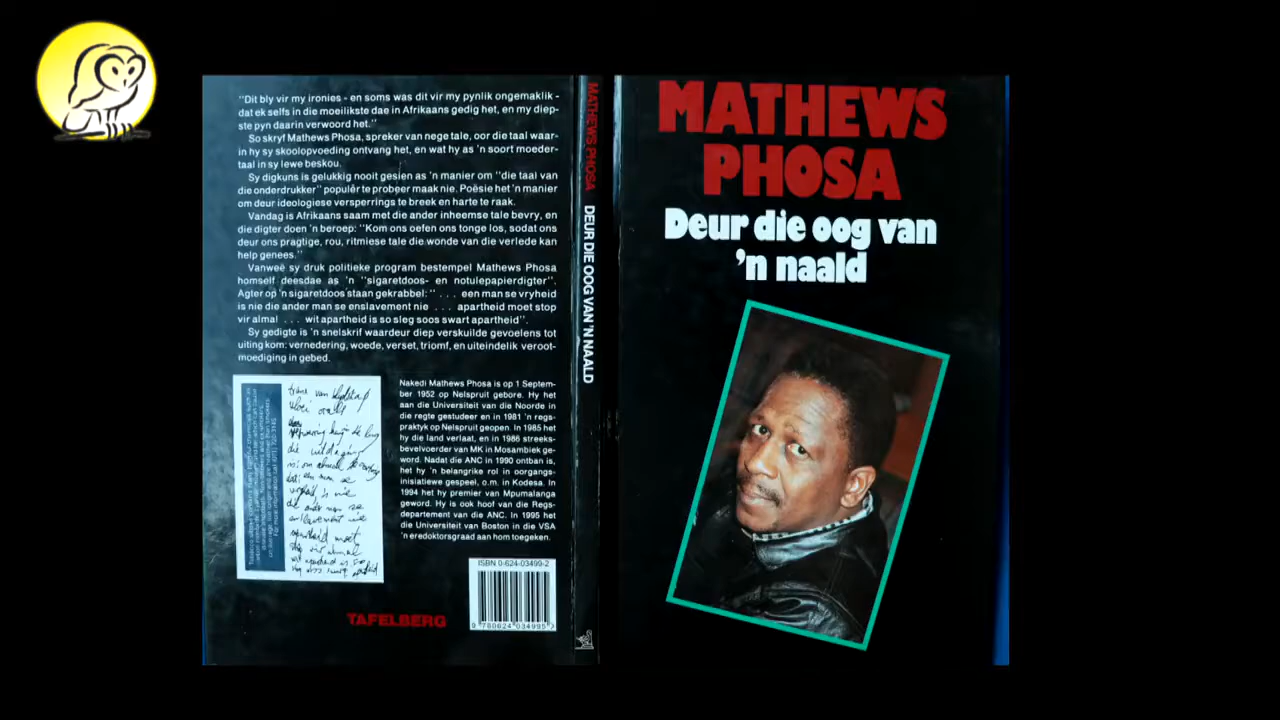 "Dit bly vir my ironies - en soms was dit vir my pynlik ongemaklik -
dat ek selfs in die moeilikste dae in Afrikaans gedig het, en my diep-
ste pyn daarin verwoord het."
So skryf Mathews Phosa, spreker van nege tale, oor die taal waar-
in hy sy skoolopvoeding ontvang het, en wat hy as 'n soort moeder-
taal in sy lewe beskou.
Sy digkuns is gelukkig nooit gesien as 'n manier om "die taal van
die onderdrukker" populêr te probeer maak nie. Poësie het 'n manier
om deur ideologiese versperrings te breek en harte te raak.
Vandag is Afrikaans saam met die ander inheemse tale bevry, en
die digter doen 'n beroep: "Kom ons oefen ons tonge los, sodat ons
deur ons pragtige, rou, ritmiese tale die wonde van die verlede kan
help genees."
Vanweë sy druk politieke program bestempel Mathews Phosa
homself deesdae as 'n "sigaretdoos- en notulepapierdigter".
Agter op 'n sigaretdoos staan gekrabbel: " . . . een man se vryheid
is nie die ander man se enslavement nie . . . apartheid moet stop
vir almal . . . wit apartheid is so sleg soos swart apartheid".
Sy gedigte is 'n snelskrif waardeur diep verskuilde gevoelens tot
uiting kom: vernedering, woede, verset, triomf, en uiteindelik veroot-
moediging in gebed.
Nakedi Mathews Phosa is op 1 Septem-
ber 1952 op Nelspruit gebore. Hy het
aan die Universiteit van die Noorde in
die regte gestudeer en in 1981 'n regs-
praktyk op Nelspruit geopen. In 1985 het
hy die land verlaat, en in 1986 streeks-
bevelvoerder van MK in Mosambiek ge-
word. Nadat die ANC in 1990 ontban is,
het hy 'n belangrike rol in oorgangs-
inisiatiewe gespeel, o.m. in Kodesa. In
1994 het hy premier van Mpumalanga
geword. Hy is ook hoof van die Regs-
departement van die ANC. In 1995 het
die Universiteit van Boston in die VSA
'n eredoktorsgraad aan hom toegeken.
ISBN 0-624-03499-2
9 780624 034995
TAFELBERG
MATHEWS PHOSA DEUR DIE OOG VAN 'N NAALD
MATHEWS
PHOSA
Deur die oog van
'n naald